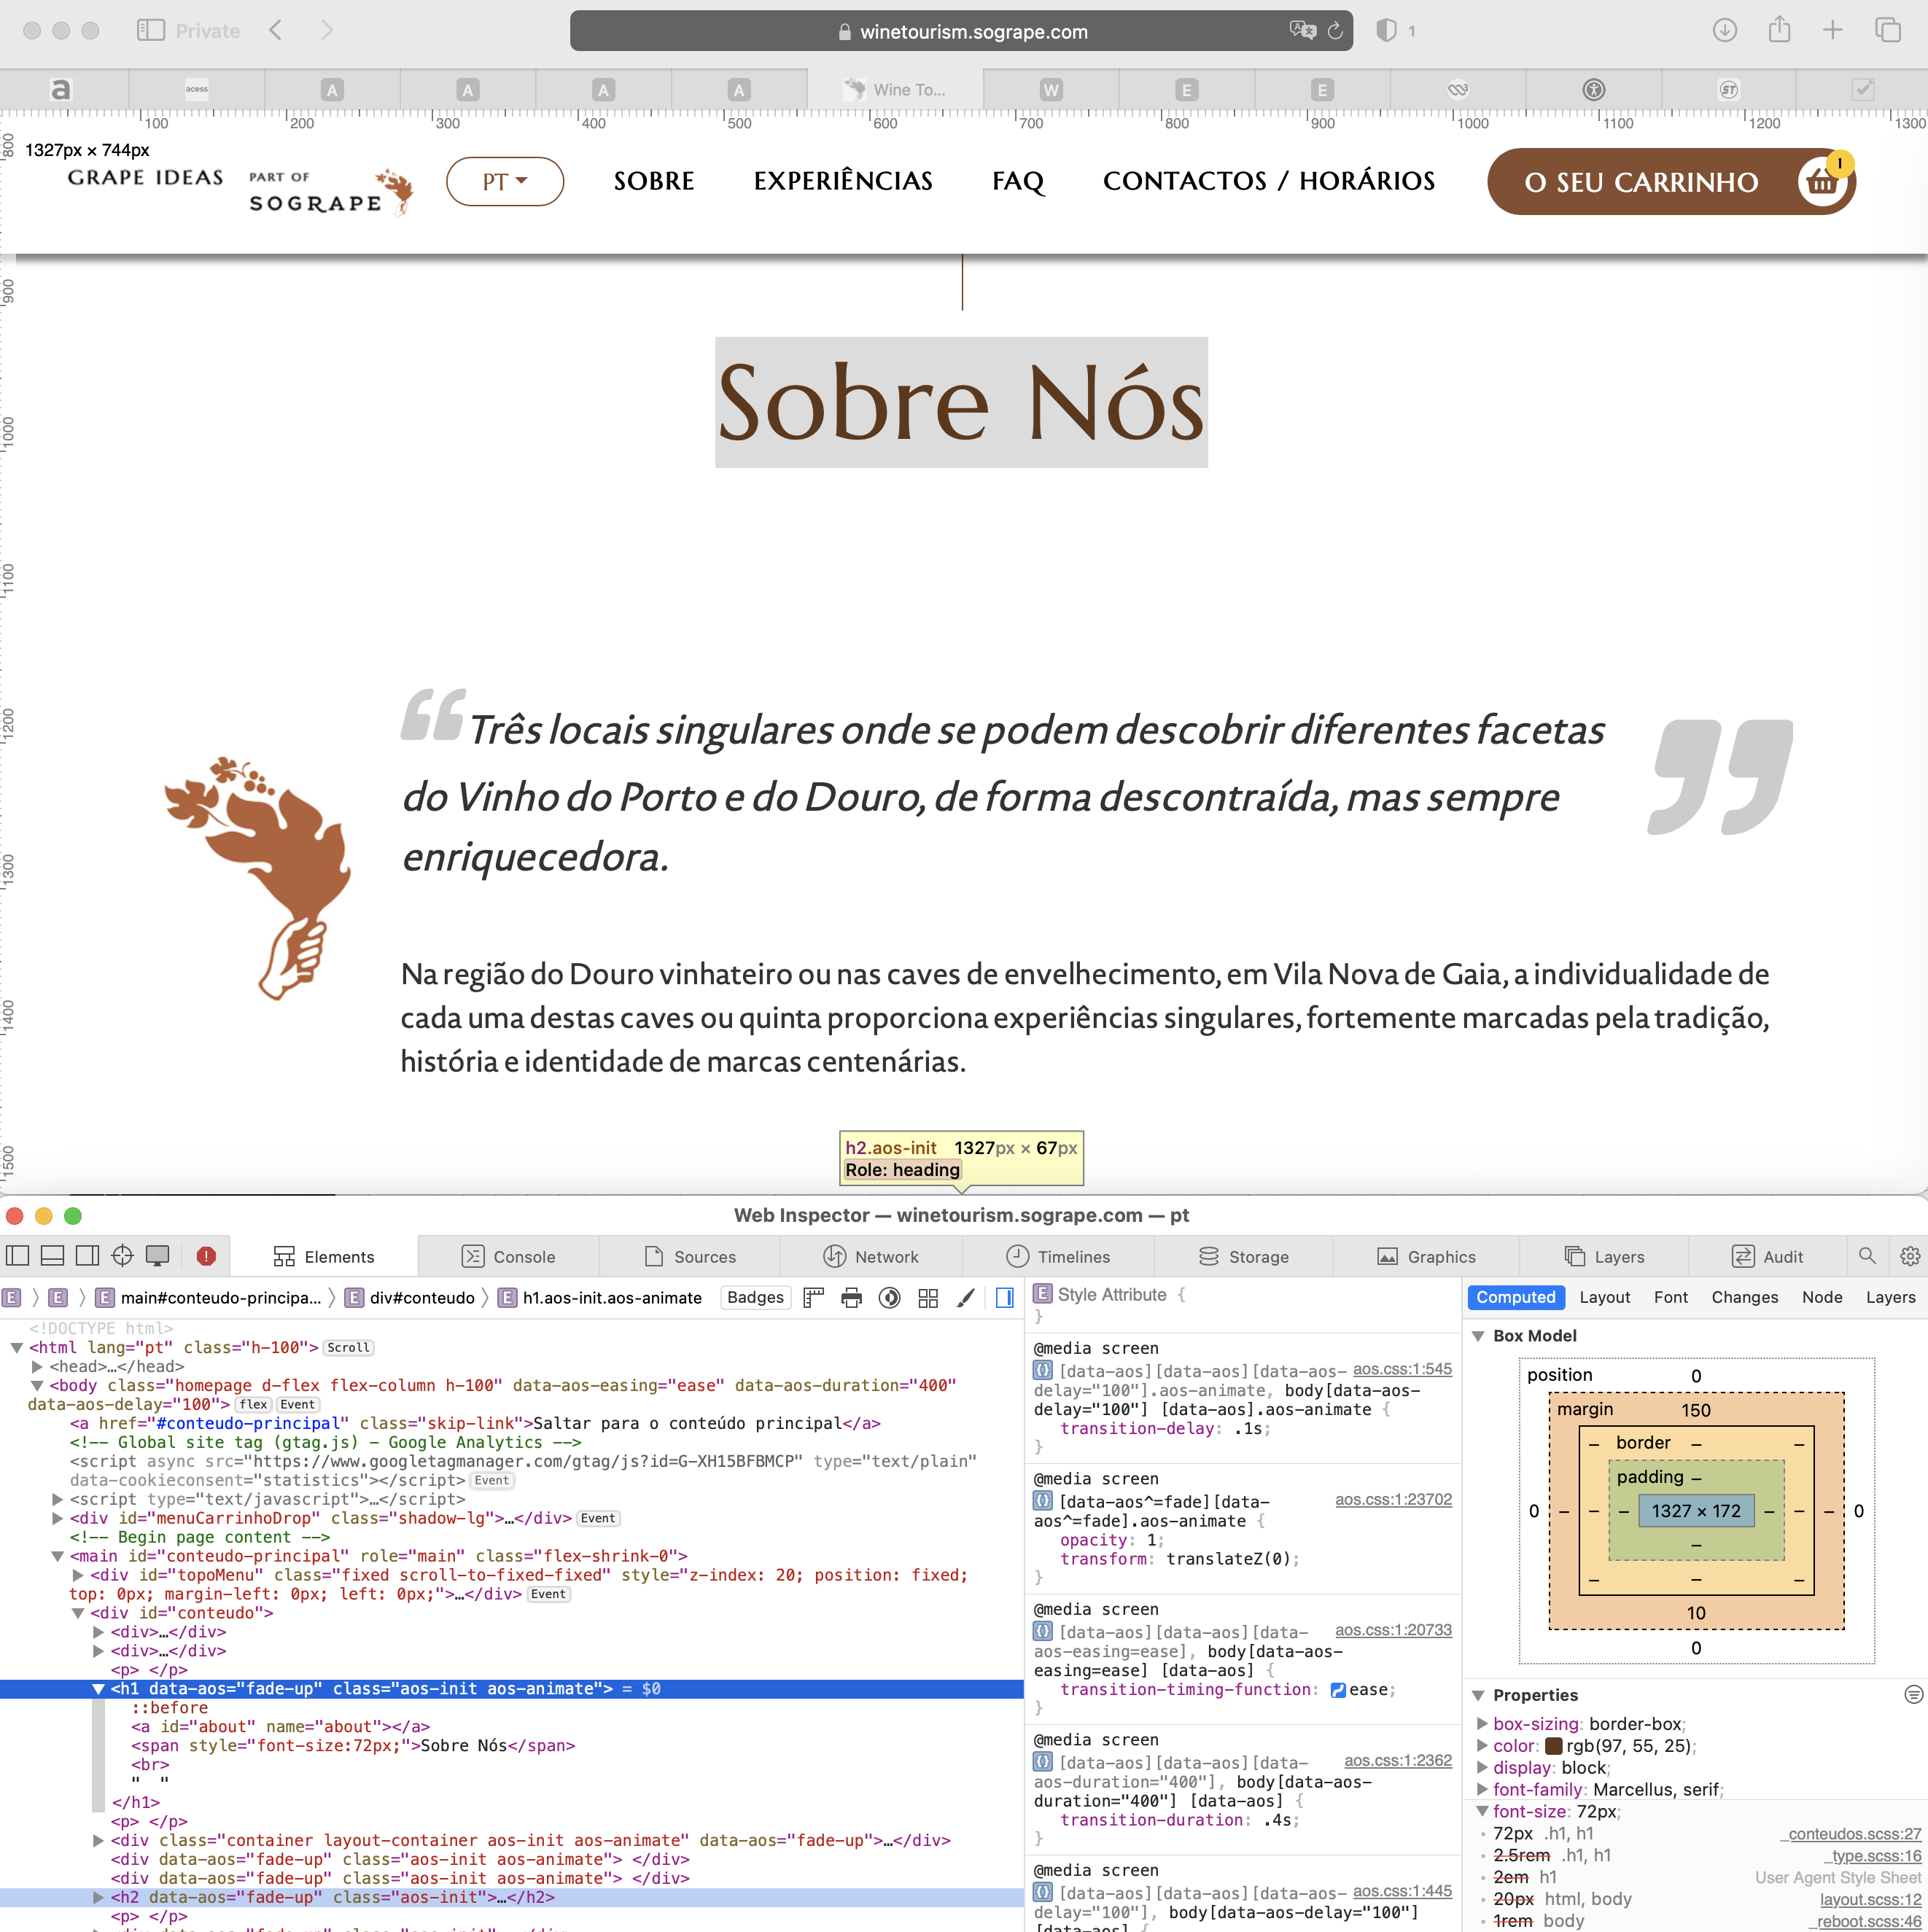 Private
winetourism.sogrape.com
1
a
acess
A
A
A
A
Wine To...
W
E
E
ST
100
200
300
400
500
600
700
800
900
1000
1100
1200
1300
800
900
1000
1100
1200
1300
1400
1500
1327px × 744px
GRAPE IDEAS
PART OF
SOGRAPE
PT
SOBRE
EXPERIÊNCIAS
FAQ
CONTACTOS / HORÁRIOS
O SEU CARRINHO
1
Sobre Nós
“Três locais singulares onde se podem descobrir diferentes facetas
do Vinho do Porto e do Douro, de forma descontraída, mas sempre
enriquecedora.
”
Na região do Douro vinhateiro ou nas caves de envelhecimento, em Vila Nova de Gaia, a individualidade de
cada uma destas caves ou quinta proporciona experiências singulares, fortemente marcadas pela tradição,
história e identidade de marcas centenárias.
h2.aos-init 1327px × 67px
Role: heading
Web Inspector — winetourism.sogrape.com — pt
Elements
Console
Sources
Network
Timelines
Storage
Graphics
Layers
Audit
E
E
E main#conteudo-principa...
E div#conteudo
E h1.aos-init.aos-animate
Badges
<!DOCTYPE html>
<html lang="pt" class="h-100"> Scroll
<head>…</head>
<body class="homepage d-flex flex-column h-100" data-aos-easing="ease" data-aos-duration="400"
data-aos-delay="100"> flex Event
<a href="#conteudo-principal" class="skip-link">Saltar para o conteúdo principal</a>
<!-- Global site tag (gtag.js) - Google Analytics -->
<script async src="https://www.googletagmanager.com/gtag/js?id=G-XH15BFBMCP" type="text/plain"
data-cookieconsent="statistics"></script> Event
<script type="text/javascript">…</script>
<div id="menuCarrinhoDrop" class="shadow-lg">…</div> Event
<!-- Begin page content -->
<main id="conteudo-principal" role="main" class="flex-shrink-0">
<div id="topoMenu" class="fixed scroll-to-fixed-fixed" style="z-index: 20; position: fixed;
top: 0px; margin-left: 0px; left: 0px;">…</div> Event
<div id="conteudo">
<div>…</div>
<div>…</div>
<p> </p>
<h1 data-aos="fade-up" class="aos-init aos-animate"> = $0
::before
<a id="about" name="about"></a>
<span style="font-size:72px;">Sobre Nós</span>
<br>
"  "
</h1>
<p> </p>
<div class="container layout-container aos-init aos-animate" data-aos="fade-up">…</div>
<div data-aos="fade-up" class="aos-init aos-animate"> </div>
<div data-aos="fade-up" class="aos-init aos-animate"> </div>
<h2 data-aos="fade-up" class="aos-init">…</h2>
<p> </p>
E Style Attribute {
}
@media screen
[data-aos][data-aos][data-aos- aos.css:1:545
delay="100"].aos-animate, body[data-aos-
delay="100"] [data-aos].aos-animate {
transition-delay: .1s;
}
@media screen
[data-aos^=fade][data- aos.css:1:23702
aos^=fade].aos-animate {
opacity: 1;
transform: translateZ(0);
}
@media screen
[data-aos][data-aos][data- aos.css:1:20733
aos-easing=ease], body[data-aos-
easing=ease] [data-aos] {
transition-timing-function: ease;
}
@media screen
[data-aos][data-aos][data- aos.css:1:2362
aos-duration="400"], body[data-aos-
duration="400"] [data-aos] {
transition-duration: .4s;
}
@media screen
[data-aos][data-aos][data-aos- aos.css:1:445
delay="100"], body[data-aos-delay="100"]
[data-aos] {
Computed
Layout
Font
Changes
Node
Layers
Box Model
position 0
margin 150
– border – –
padding –
0 – – – 1327 × 172 – – – 0
–
– – –
10
0
Properties
box-sizing: border-box;
color: rgb(97, 55, 25);
display: block;
font-family: Marcellus, serif;
font-size: 72px;
72px .h1, h1 _conteudos.scss:27
2.5rem .h1, h1 _type.scss:16
2em h1 User Agent Style Sheet
20px html, body layout.scss:12
1rem body _reboot.scss:46